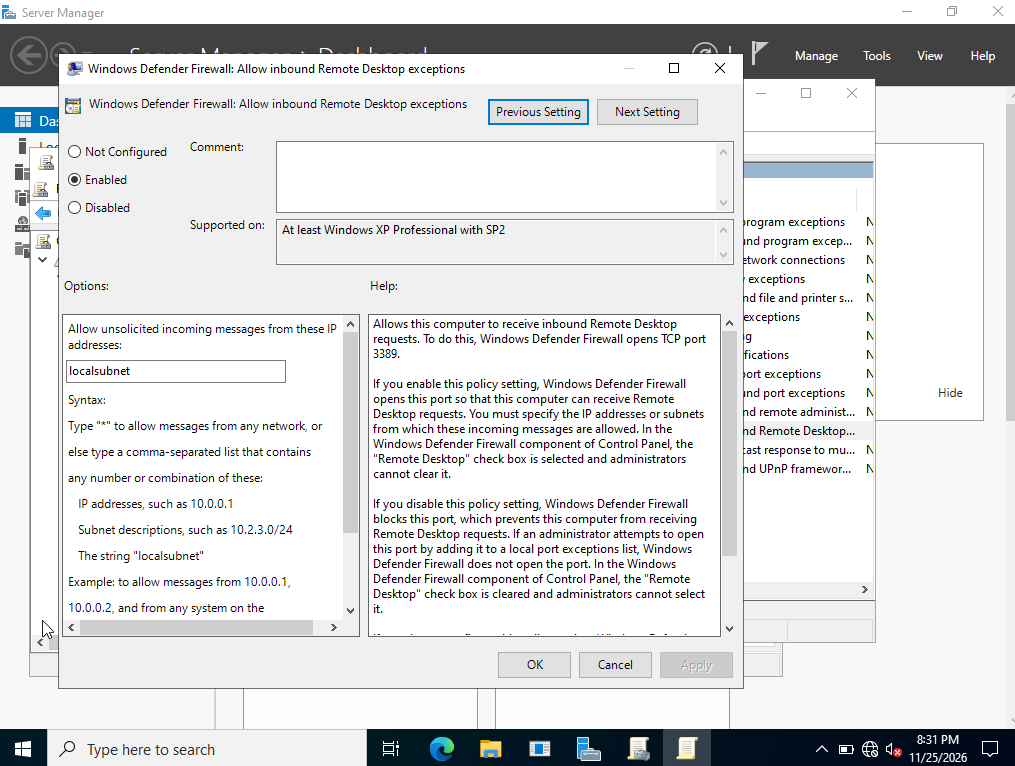 Server Manager
Manage
Tools
View
Help
Windows Defender Firewall: Allow inbound Remote Desktop exceptions
Windows Defender Firewall: Allow inbound Remote Desktop exceptions
Previous Setting
Next Setting
Not Configured
Enabled
Disabled
Comment:
Supported on:
At least Windows XP Professional with SP2
Options:
Help:
Allow unsolicited incoming messages from these IP
addresses:
localsubnet
Syntax:
Type "*" to allow messages from any network, or
else type a comma-separated list that contains
any number or combination of these:
IP addresses, such as 10.0.0.1
Subnet descriptions, such as 10.2.3.0/24
The string "localsubnet"
Example: to allow messages from 10.0.0.1,
10.0.0.2, and from any system on the
Allows this computer to receive inbound Remote Desktop
requests. To do this, Windows Defender Firewall opens TCP port
3389.
If you enable this policy setting, Windows Defender Firewall
opens this port so that this computer can receive Remote
Desktop requests. You must specify the IP addresses or subnets
from which these incoming messages are allowed. In the
Windows Defender Firewall component of Control Panel, the
"Remote Desktop" check box is selected and administrators
cannot clear it.
If you disable this policy setting, Windows Defender Firewall
blocks this port, which prevents this computer from receiving
Remote Desktop requests. If an administrator attempts to open
this port by adding it to a local port exceptions list, Windows
Defender Firewall does not open the port. In the Windows
Defender Firewall component of Control Panel, the "Remote
Desktop" check box is cleared and administrators cannot select
it.
OK
Cancel
Apply
program exceptions N
und program excep... N
etwork connections N
exceptions N
nd file and printer s... N
exceptions N
N
fications N
port exceptions N
und port exceptions N
nd remote administ... N
nd Remote Desktop...
cast response to mu... N
nd UPnP framewor... N
Hide
Type here to search
8:31 PM
11/25/2026